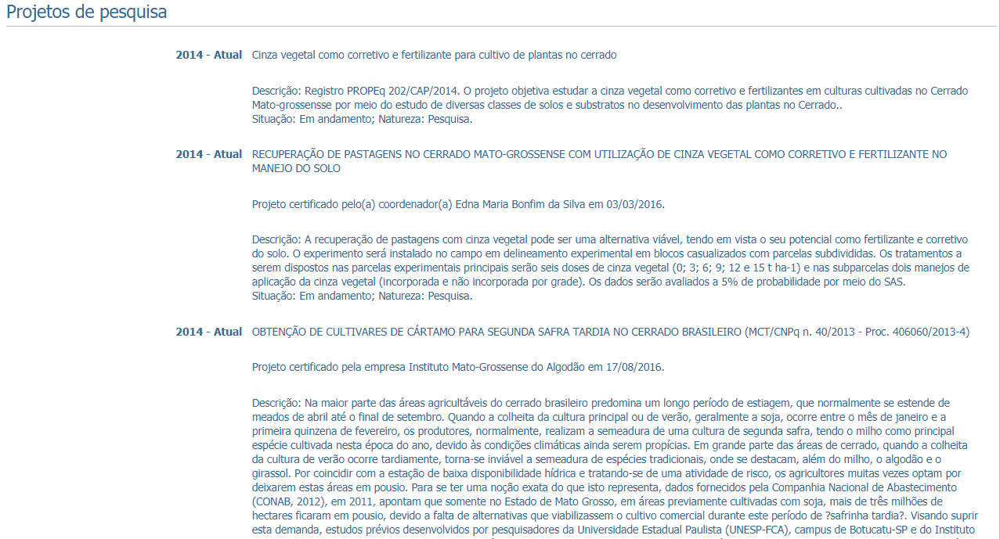 Projetos de pesquisa
2014 - Atual Cinza vegetal como corretivo e fertilizante para cultivo de plantas no cerrado
Descrição: Registro PROPEq 202/CAP/2014. O projeto objetiva estudar a cinza vegetal como corretivo e fertilizantes em culturas cultivadas no Cerrado
Mato-grossensse por meio do estudo de diversas classes de solos e substratos no desenvolvimento das plantas no Cerrado..
Situação: Em andamento; Natureza: Pesquisa.
2014 - Atual RECUPERAÇÃO DE PASTAGENS NO CERRADO MATO-GROSSENSE COM UTILIZAÇÃO DE CINZA VEGETAL COMO CORRETIVO E FERTILIZANTE NO
MANEJO DO SOLO
Projeto certificado pelo(a) coordenador(a) Edna Maria Bonfim da Silva em 03/03/2016.
Descrição: A recuperação de pastagens com cinza vegetal pode ser uma alternativa viável, tendo em vista o seu potencial como fertilizante e corretivo
do solo. O experimento será instalado no campo em delineamento experimental em blocos casualizados com parcelas subdivididas. Os tratamentos a
serem dispostos nas parcelas experimentais principais serão seis doses de cinza vegetal (0; 3; 6; 9; 12 e 15 t ha-1) e nas subparcelas dois manejos de
aplicação da cinza vegetal (incorporada e não incorporada por grade). Os dados serão avaliados a 5% de probabilidade por meio do SAS.
Situação: Em andamento; Natureza: Pesquisa.
2014 - Atual OBTENÇÃO DE CULTIVARES DE CÁRTAMO PARA SEGUNDA SAFRA TARDIA NO CERRADO BRASILEIRO (MCT/CNPq n. 40/2013 - Proc. 406060/2013-4)
Projeto certificado pela empresa Instituto Mato-Grossense do Algodão em 17/08/2016.
Descrição: Na maior parte das áreas agricultáveis do cerrado brasileiro predomina um longo período de estiagem, que normalmente se estende de
meados de abril até o final de setembro. Quando a colheita da cultura principal ou de verão, geralmente a soja, ocorre entre o mês de janeiro e a
primeira quinzena de fevereiro, os produtores, normalmente, realizam a semeadura de uma cultura de segunda safra, tendo o milho como principal
espécie cultivada nesta época do ano, devido às condições climáticas ainda serem propícias. Em grande parte das áreas de cerrado, quando a colheita
da cultura de verão ocorre tardiamente, torna-se inviável a semeadura de espécies tradicionais, onde se destacam, além do milho, o algodão e o
girassol. Por coincidir com a estação de baixa disponibilidade hídrica e tratando-se de uma atividade de risco, os agricultores muitas vezes optam por
deixarem estas áreas em pousio. Para se ter uma noção exata do que isto representa, dados fornecidos pela Companhia Nacional de Abastecimento
(CONAB, 2012), em 2011, apontam que somente no Estado de Mato Grosso, em áreas previamente cultivadas com soja, mais de três milhões de
hectares ficaram em pousio, devido a falta de alternativas que viabilizassem o cultivo comercial durante este período de ?safrinha tardia?. Visando suprir
esta demanda, estudos prévios desenvolvidos por pesquisadores da Universidade Estadual Paulista (UNESP-FCA), campus de Botucatu-SP e do Instituto